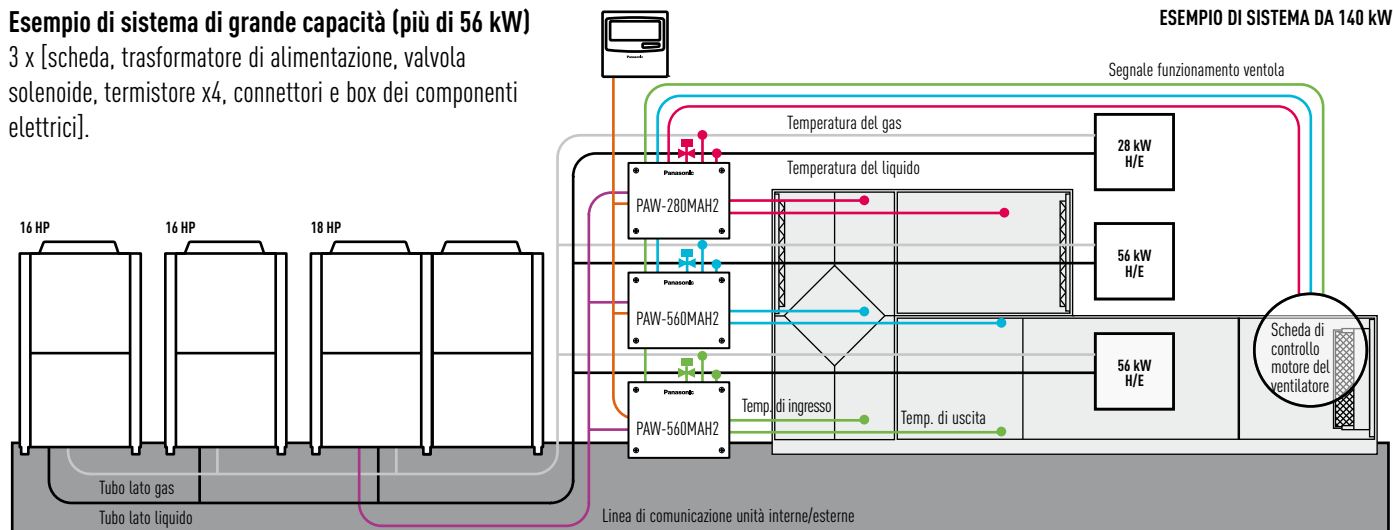 Esempio di sistema di grande capacità (più di 56 kW)
3 x [scheda, trasformatore di alimentazione, valvola
solenoide, termistore x4, connettori e box dei componenti
elettrici].
ESEMPIO DI SISTEMA DA 140 kW
Panasonic
Segnale funzionamento ventola
Temperatura del gas
28 kW
H/E
Temperatura del liquido
Panasonic
PAW-280MAH2
16 HP
16 HP
18 HP
56 kW
H/E
Panasonic
PAW-560MAH2
Scheda di
controllo
motore del
ventilatore
56 kW
H/E
Panasonic
PAW-560MAH2
Temp. di ingresso
Temp. di uscita
Tubo lato gas
Tubo lato liquido
Linea di comunicazione unità interne/esterne